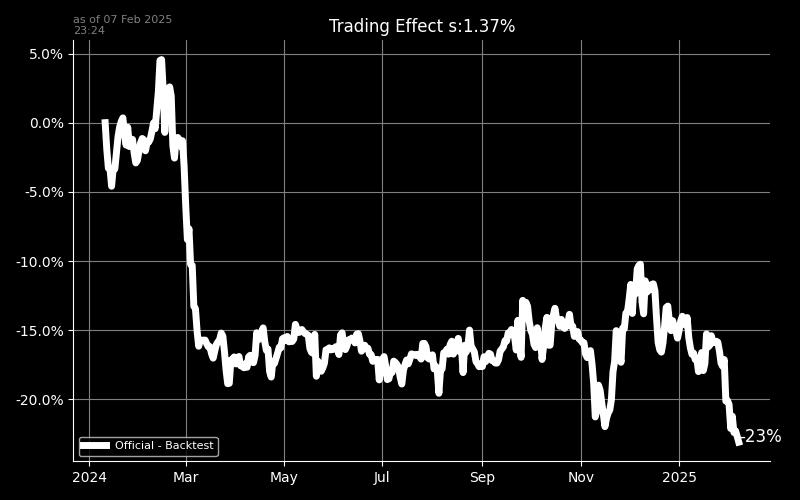 as of 07 Feb 2025
23:24
Trading Effect s:1.37%
5.0%
0.0%
-5.0%
-10.0%
-15.0%
-20.0%
-23%
Official - Backtest
2024 Mar May Jul Sep Nov 2025